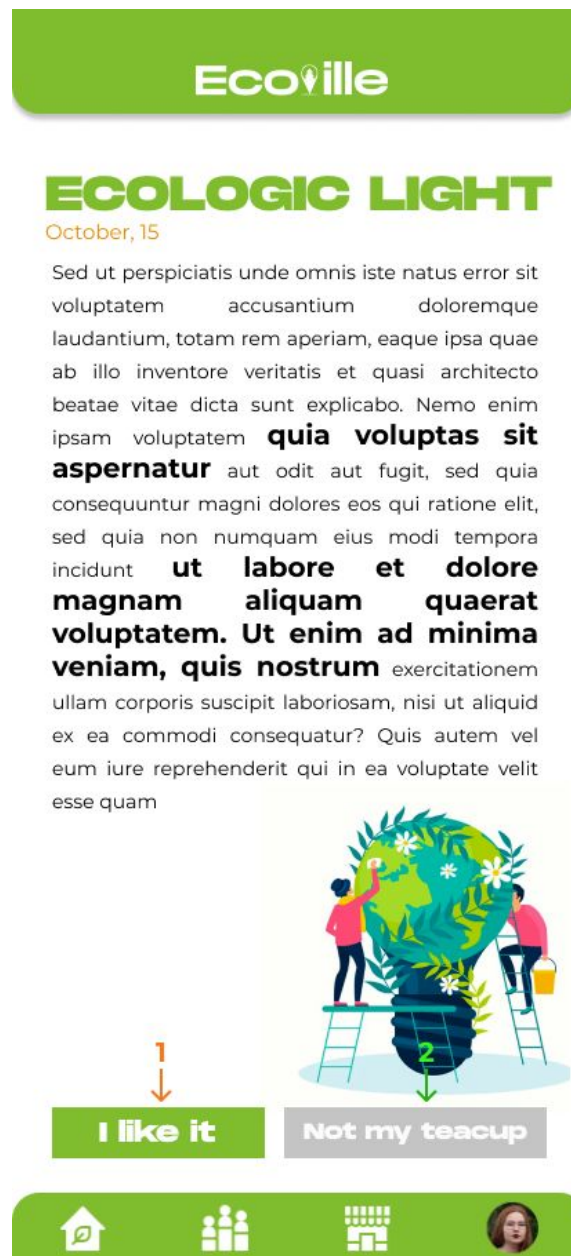 Ecoville
ECOLOGIC LIGHT
October, 15
Sed ut perspiciatis unde omnis iste natus error sit
voluptatem accusantium doloremque
laudantium, totam rem aperiam, eaque ipsa quae
ab illo inventore veritatis et quasi architecto
beatae vitae dicta sunt explicabo. Nemo enim
ipsam voluptatem quia voluptas sit
aspernatur aut odit aut fugit, sed quia
consequuntur magni dolores eos qui ratione elit,
sed quia non numquam eius modi tempora
incidunt ut labore et dolore
magnam aliquam quaerat
voluptatem. Ut enim ad minima
veniam, quis nostrum exercitationem
ullam corporis suscipit laboriosam, nisi ut aliquid
ex ea commodi consequatur? Quis autem vel
eum iure reprehenderit qui in ea voluptate velit
esse quam
1
2
I like it
Not my teacup